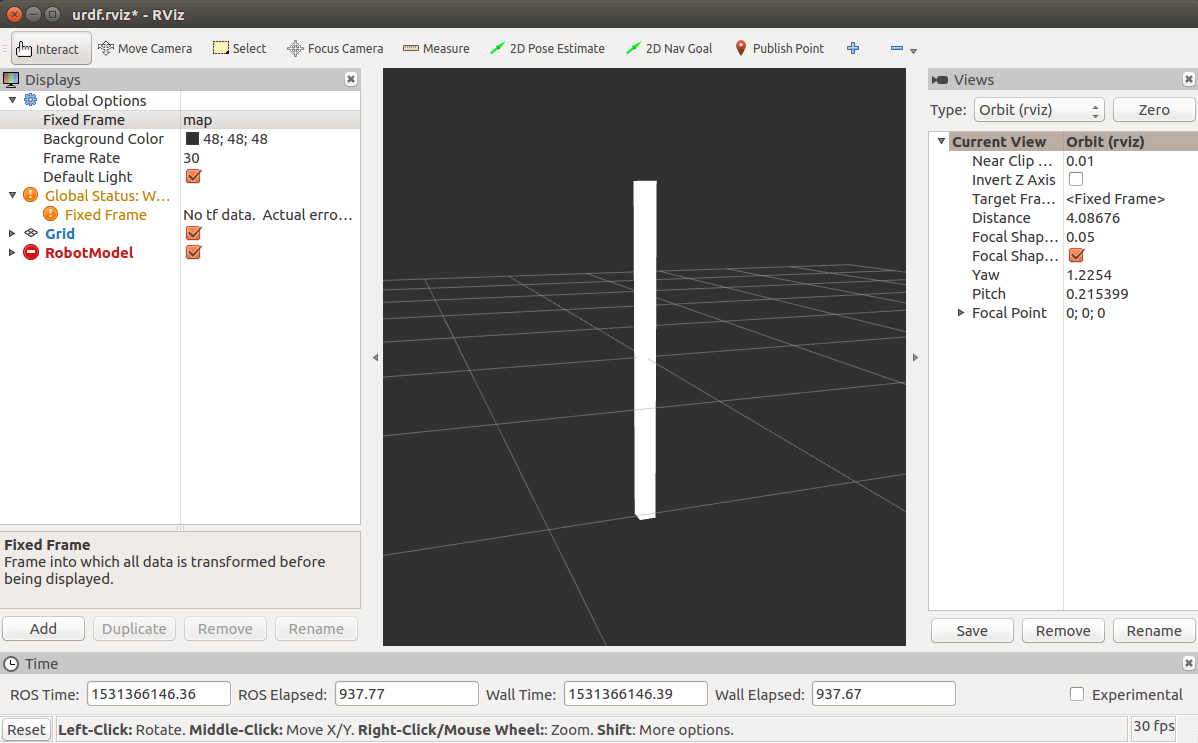 urdf.rviz* - RViz
Interact Move Camera Select Focus Camera Measure 2D Pose Estimate 2D Nav Goal Publish Point
Displays
Global Options
Fixed Frame map
Background Color 48; 48; 48
Frame Rate 30
Default Light
Global Status: W...
Fixed Frame No tf data. Actual erro...
Grid
RobotModel
Fixed Frame
Frame into which all data is transformed before
being displayed.
Add Duplicate Remove Rename
Views
Type: Orbit (rviz) Zero
Current View Orbit (rviz)
Near Clip ... 0.01
Invert Z Axis
Target Fra... <Fixed Frame>
Distance 4.08676
Focal Shap... 0.05
Focal Shap...
Yaw 1.2254
Pitch 0.215399
Focal Point 0; 0; 0
Save Remove Rename
Time
ROS Time: 1531366146.36 ROS Elapsed: 937.77 Wall Time: 1531366146.39 Wall Elapsed: 937.67 Experimental
Reset Left-Click: Rotate. Middle-Click: Move X/Y. Right-Click/Mouse Wheel:: Zoom. Shift: More options. 30 fps